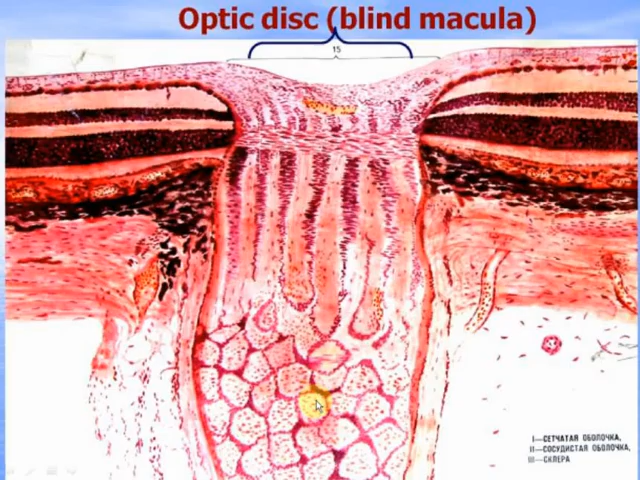 Optic disc (blind macula)
15
I—СЕТЧАТАЯ ОБОЛОЧКА,
II—СОСУДИСТАЯ ОБОЛОЧКА,
III—СКЛЕРА